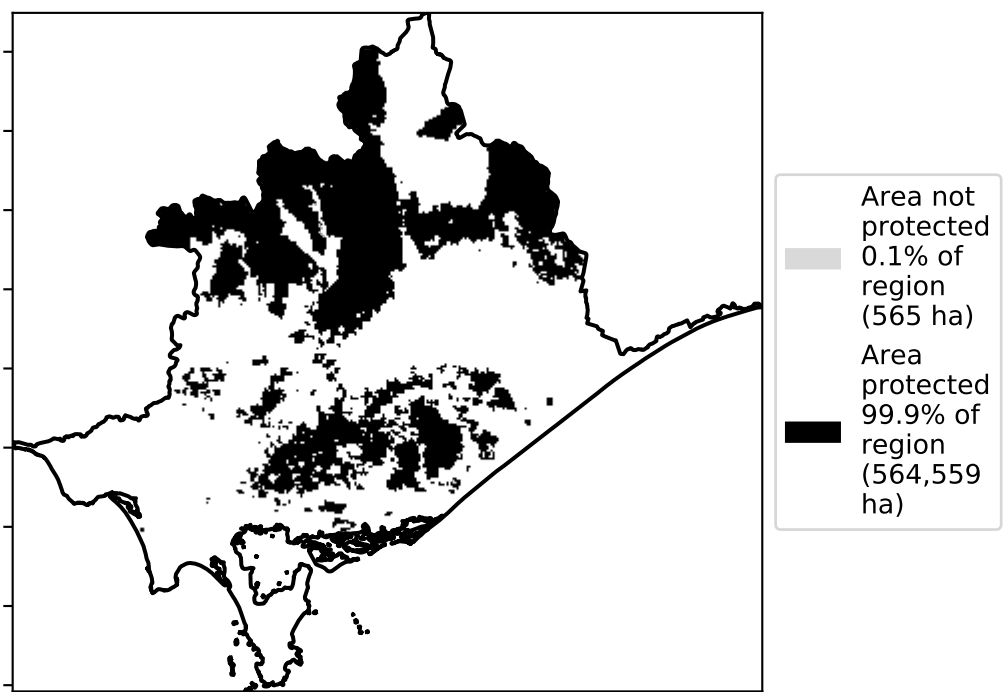 Area not
protected
0.1% of
region
(565 ha)
Area
protected
99.9% of
region
(564,559
ha)